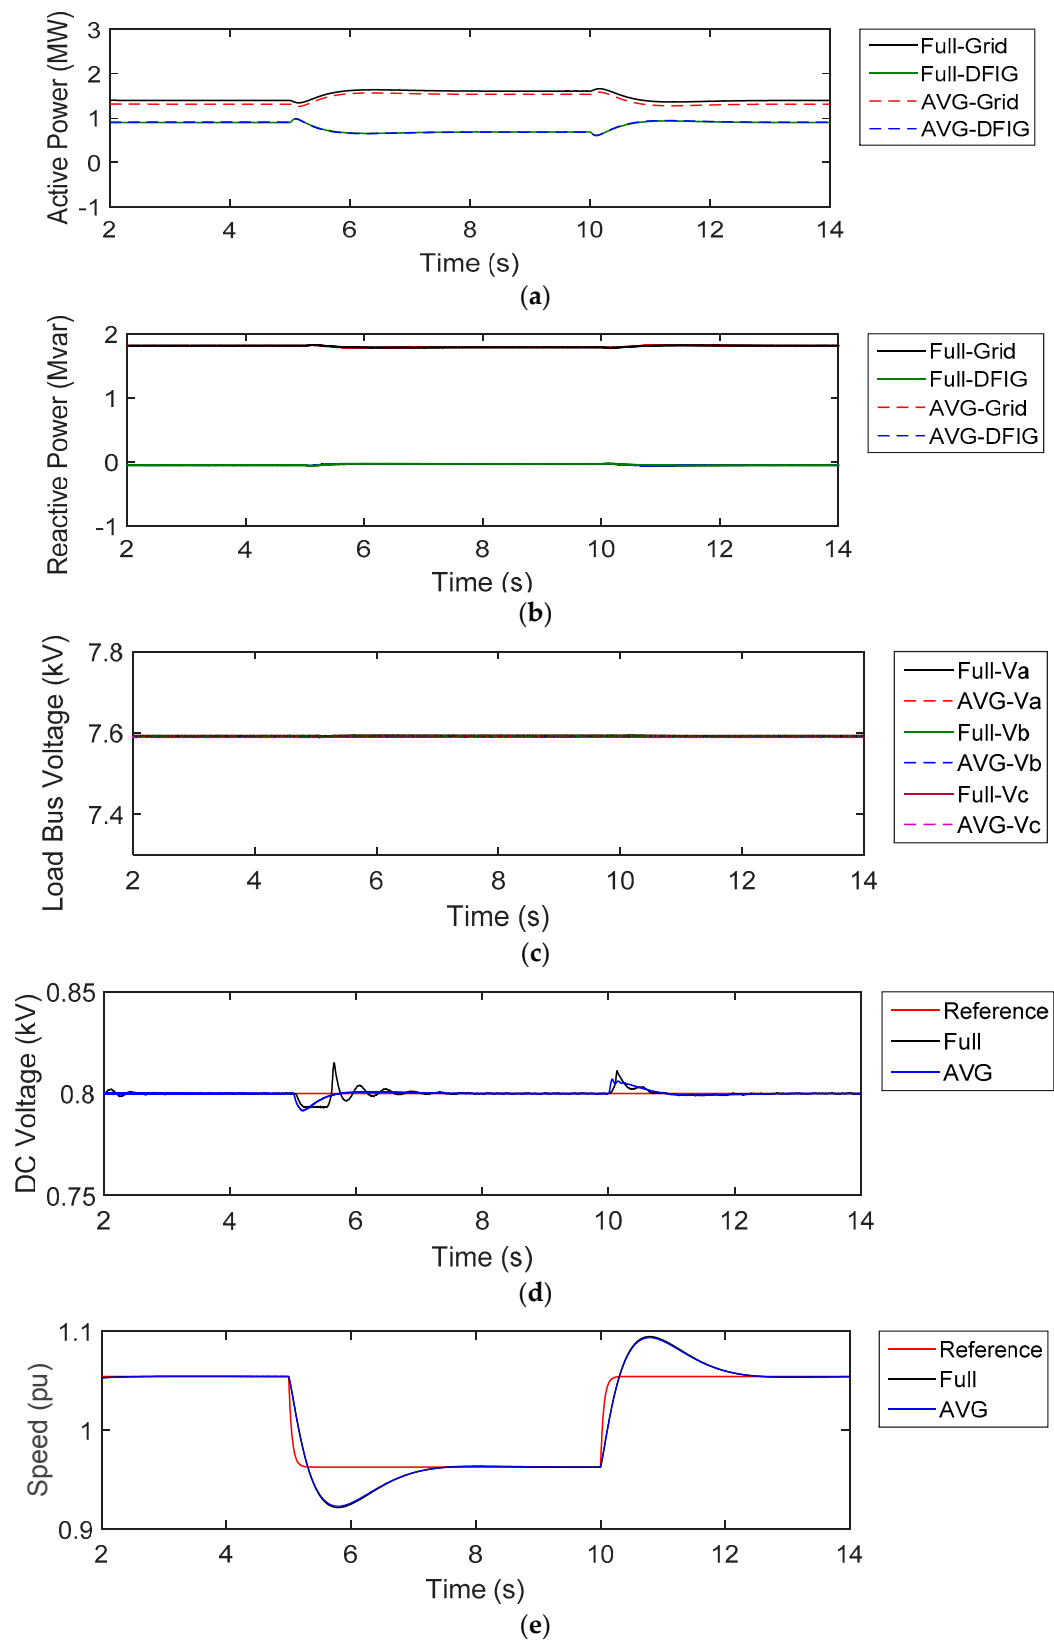 Active Power (MW)
3
2
1
0
-1
2 4 6 8 10 12 14
Time (s)
Full-Grid
Full-DFIG
AVG-Grid
AVG-DFIG
(a)
Reactive Power (Mvar)
2
1
0
-1
2 4 6 8 10 12 14
Time (s)
Full-Grid
Full-DFIG
AVG-Grid
AVG-DFIG
(b)
Load Bus Voltage (kV)
7.8
7.6
7.4
2 4 6 8 10 12 14
Time (s)
Full-Va
AVG-Va
Full-Vb
AVG-Vb
Full-Vc
AVG-Vc
(c)
DC Voltage (kV)
0.85
0.8
0.75
2 4 6 8 10 12 14
Time (s)
Reference
Full
AVG
(d)
Speed (pu)
1.1
1
0.9
2 4 6 8 10 12 14
Time (s)
Reference
Full
AVG
(e)